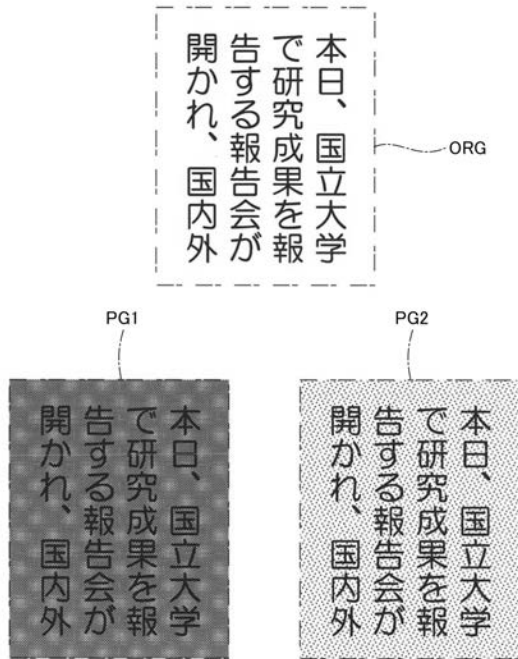 本日、国立大学
で研究成果を報
告する報告会が
開かれ、国内外
ORG
PG1
本日、国立大学
で研究成果を報
告する報告会が
開かれ、国内外
PG2
本日、国立大学
で研究成果を報
告する報告会が
開かれ、国内外